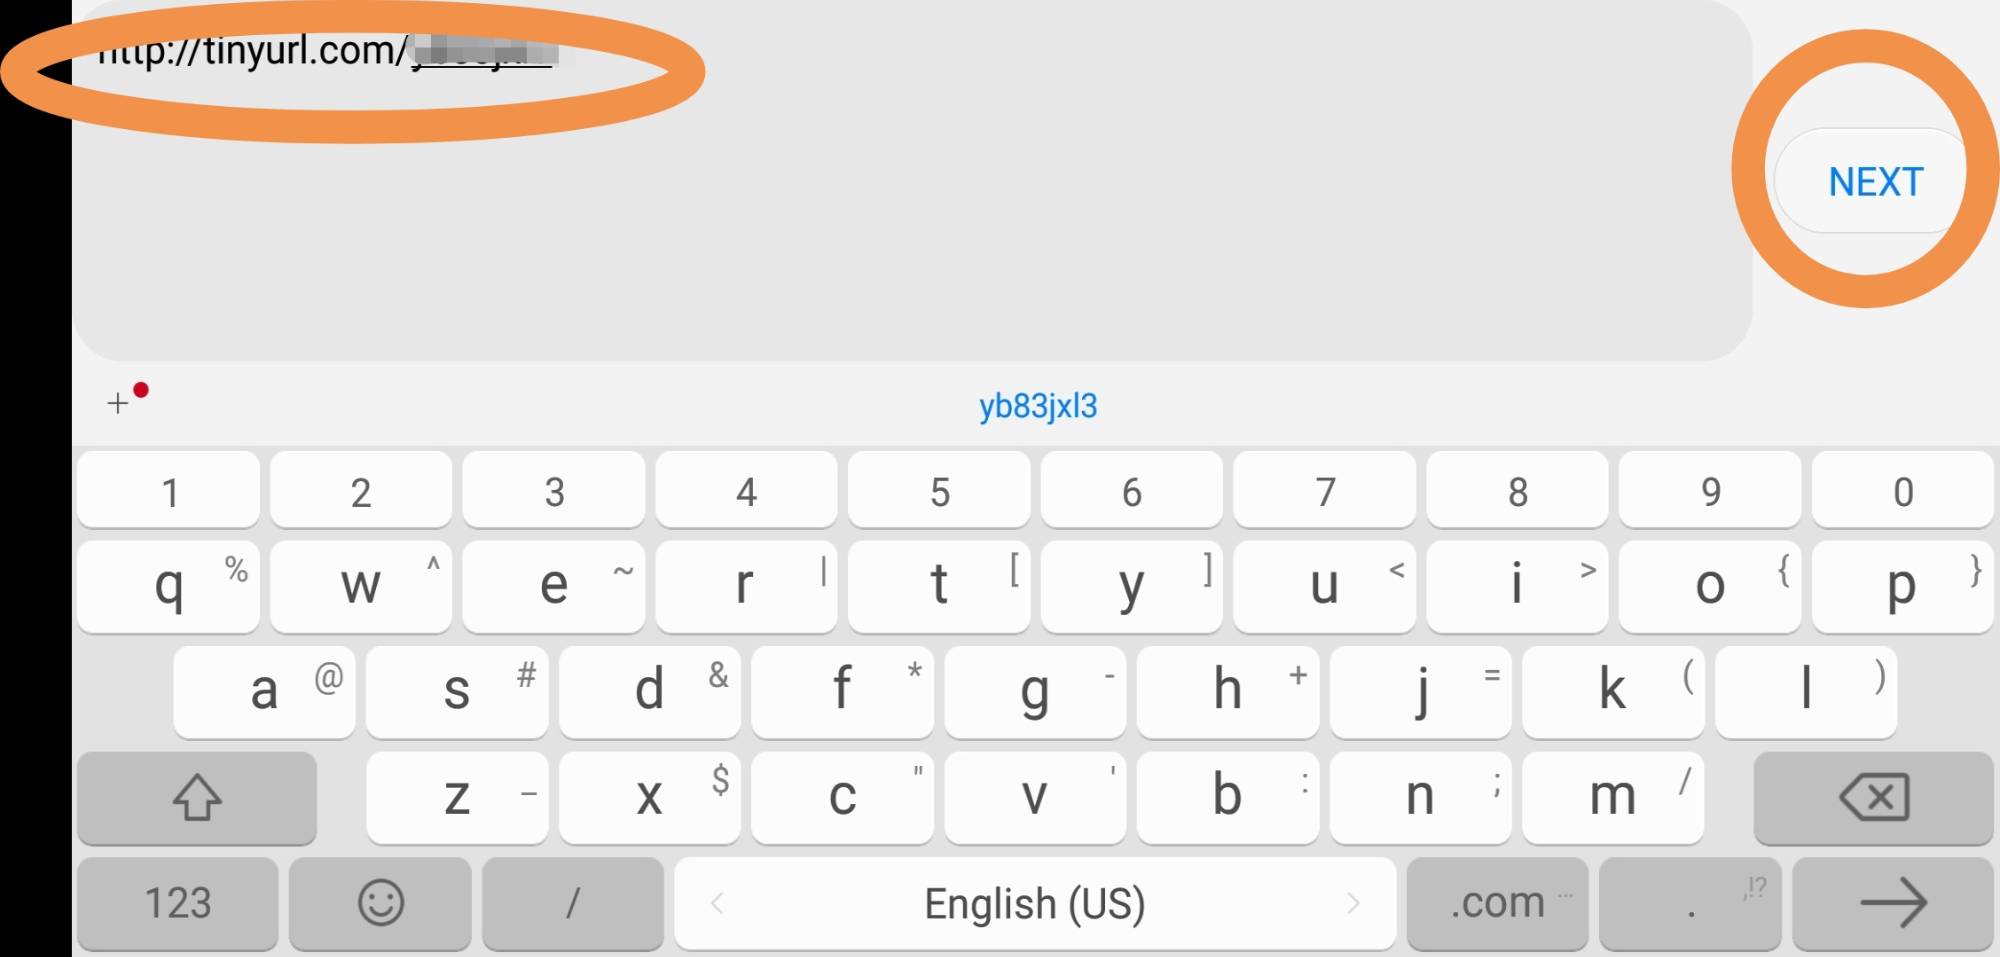 http://tinyurl.com/
NEXT
+
yb83jxl3
1 2 3 4 5 6 7 8 9 0
q % w ^ e ~ r | t [ y ] u < i > o { p }
a @ s # d & f * g - h + j = k ( l )
z _ x $ c " v ' b : n ; m /
123 / < English (US) > .com ... . ,!?